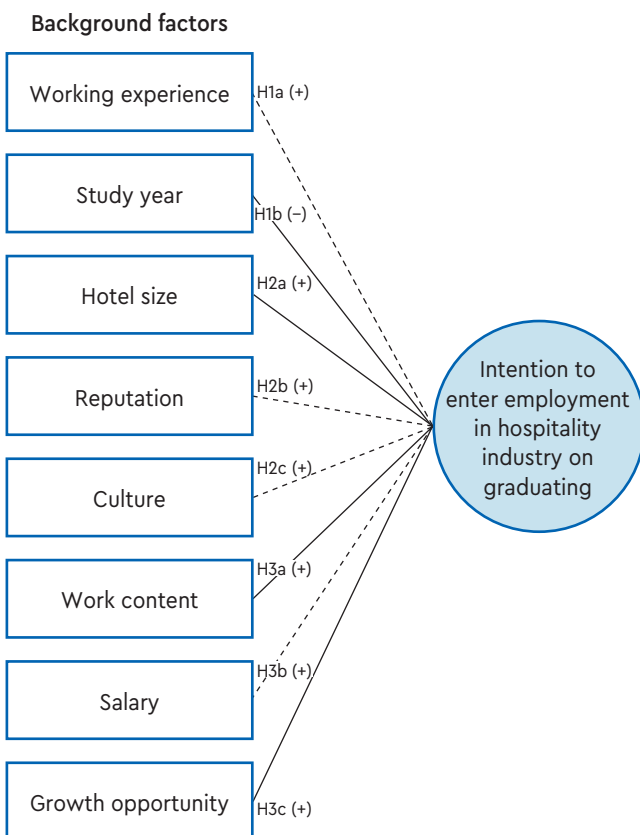 Background factors
Working experience
H1a (+)
Study year
H1b (–)
Hotel size
H2a (+)
Reputation
H2b (+)
Culture
H2c (+)
Work content
H3a (+)
Salary
H3b (+)
Growth opportunity
H3c (+)
Intention to
enter employment
in hospitality
industry on
graduating